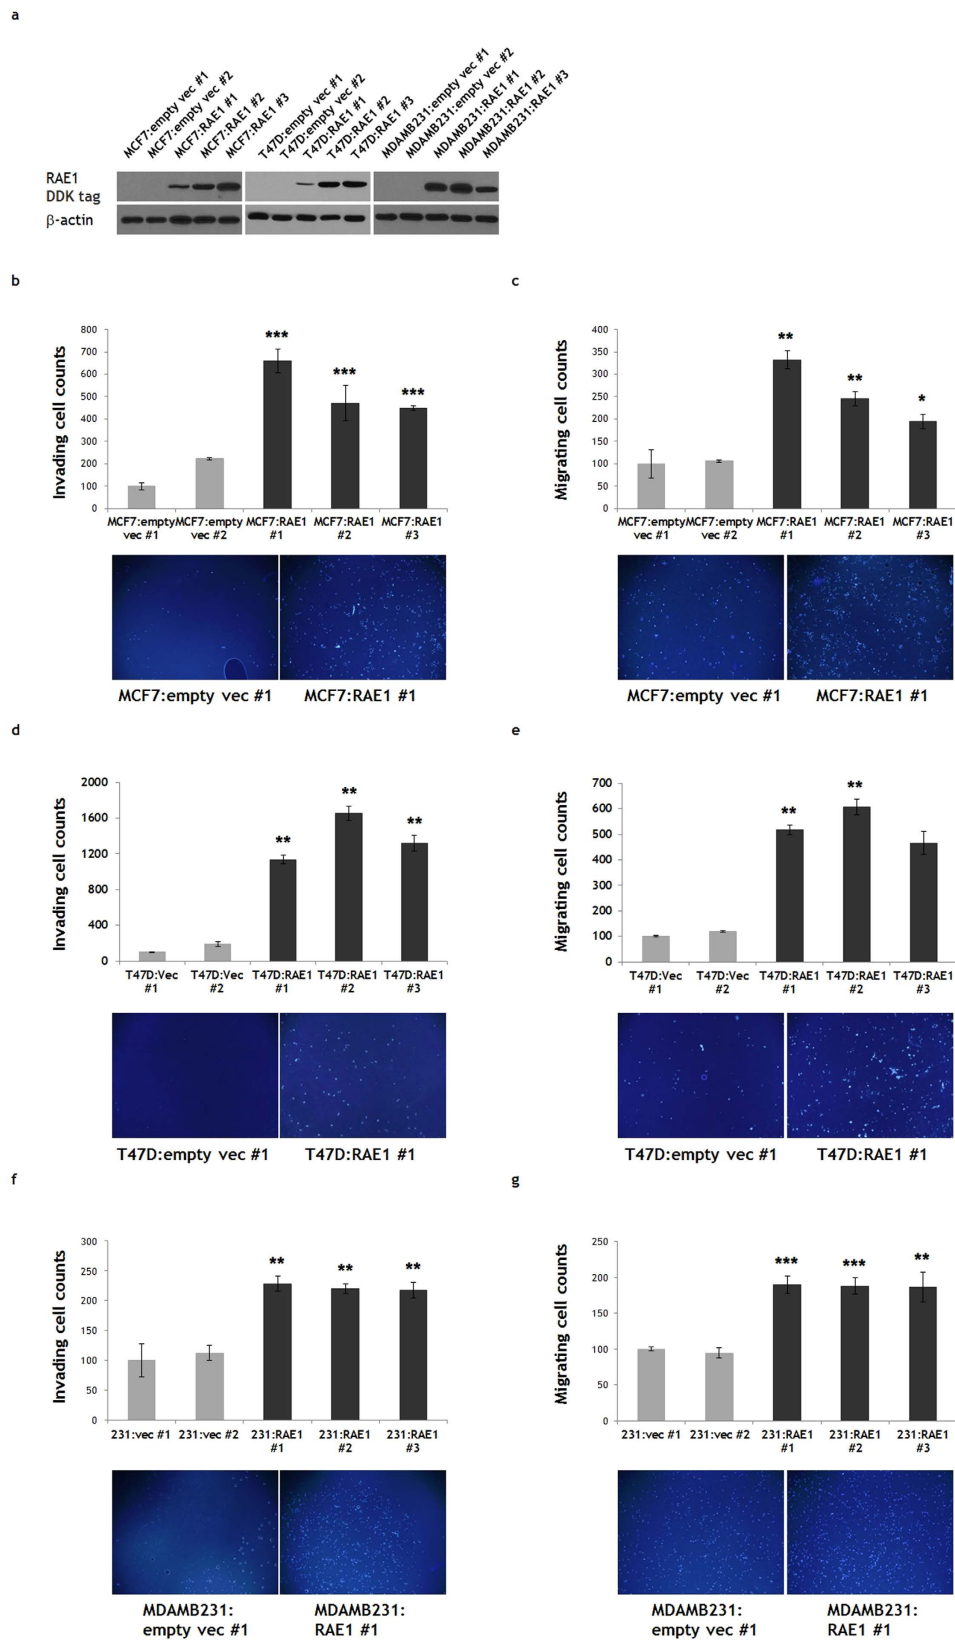 a
MCF7:empty vec #1
MCF7:empty vec #2
MCF7:RAE1 #1
MCF7:RAE1 #2
MCF7:RAE1 #3
T47D:empty vec #1
T47D:empty vec #2
T47D:RAE1 #1
T47D:RAE1 #2
T47D:RAE1 #3
MDAMB231:empty vec #1
MDAMB231:empty vec #2
MDAMB231:RAE1 #1
MDAMB231:RAE1 #2
MDAMB231:RAE1 #3
RAE1
DDK tag
β-actin
b
Invading cell counts
800
700
600
500
400
300
200
100
0
***
***
***
MCF7:empty vec #1
MCF7:empty vec #2
MCF7:RAE1 #1
MCF7:RAE1 #2
MCF7:RAE1 #3
MCF7:empty vec #1
MCF7:RAE1 #1
c
Migrating cell counts
400
350
300
250
200
150
100
50
0
**
**
*
MCF7:empty vec #1
MCF7:empty vec #2
MCF7:RAE1 #1
MCF7:RAE1 #2
MCF7:RAE1 #3
MCF7:empty vec #1
MCF7:RAE1 #1
d
Invading cell counts
2000
1600
1200
800
400
0
**
**
**
T47D:Vec #1
T47D:Vec #2
T47D:RAE1 #1
T47D:RAE1 #2
T47D:RAE1 #3
T47D:empty vec #1
T47D:RAE1 #1
e
Migrating cell counts
700
600
500
400
300
200
100
0
**
**
T47D:Vec #1
T47D:Vec #2
T47D:RAE1 #1
T47D:RAE1 #2
T47D:RAE1 #3
T47D:empty vec #1
T47D:RAE1 #1
f
Invading cell counts
300
250
200
150
100
50
0
**
**
**
231:vec #1
231:vec #2
231:RAE1 #1
231:RAE1 #2
231:RAE1 #3
MDAMB231:
empty vec #1
MDAMB231:
RAE1 #1
g
Migrating cell counts
250
200
150
100
50
0
***
***
**
231:vec #1
231:vec #2
231:RAE1 #1
231:RAE1 #2
231:RAE1 #3
MDAMB231:
empty vec #1
MDAMB231:
RAE1 #1